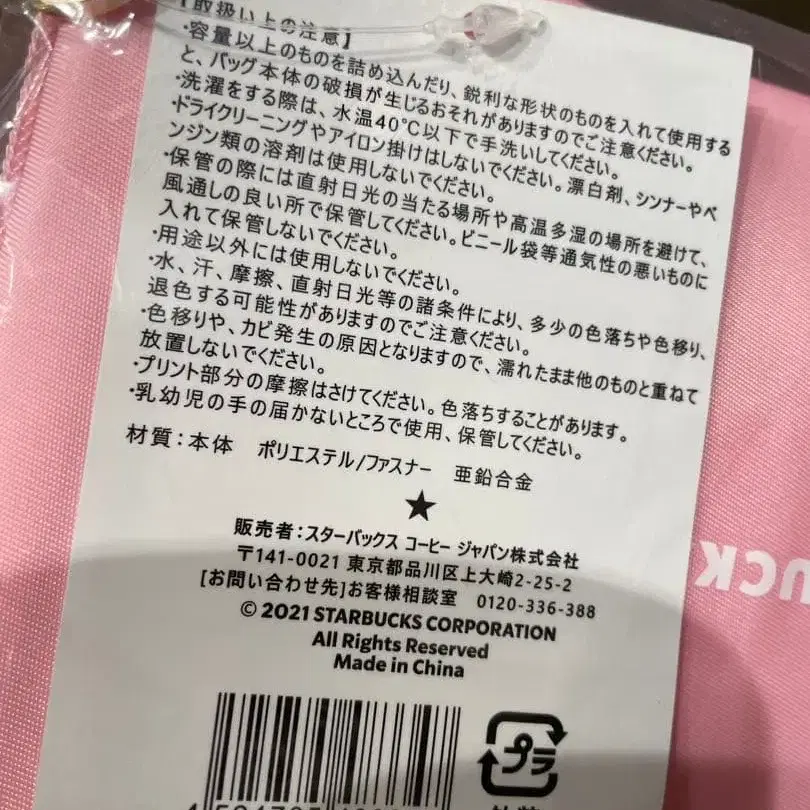 【取扱い上の注意】
・容量以上のものを詰め込んだり、鋭利な形状のものを入れて使用する
と、バッグ本体の破損が生じるおそれがありますのでご注意ください。
・洗濯をする際は、水温40℃以下で手洗いしてください。
・ドライクリーニングやアイロン掛けはしないでください。漂白剤、シンナーやベ
ンジン類の溶剤は使用しないでください。
・保管の際には直射日光の当たる場所や高温多湿の場所を避けて、
風通しの良い所で保管してください。ビニール袋等通気性の悪いものに
入れて保管しないでください。
・用途以外には使用しないでください。
・水、汗、摩擦、直射日光等の諸条件により、多少の色落ちや色移り、
退色する可能性がありますのでご注意ください。
・色移りや、カビ発生の原因となりますので、濡れたまま他のものと重ねて
放置しないでください。
・プリント部分の摩擦はさけてください。色落ちすることがあります。
・乳幼児の手の届かないところで使用、保管してください。
材質：本体 ポリエステル/ファスナー 亜鉛合金
★
販売者：スターバックス コーヒー ジャパン株式会社
〒141-0021 東京都品川区上大崎2-25-2
[お問い合わせ先]お客様相談室 0120-336-388
© 2021 STARBUCKS CORPORATION
All Rights Reserved
Made in China
プラ
UCK